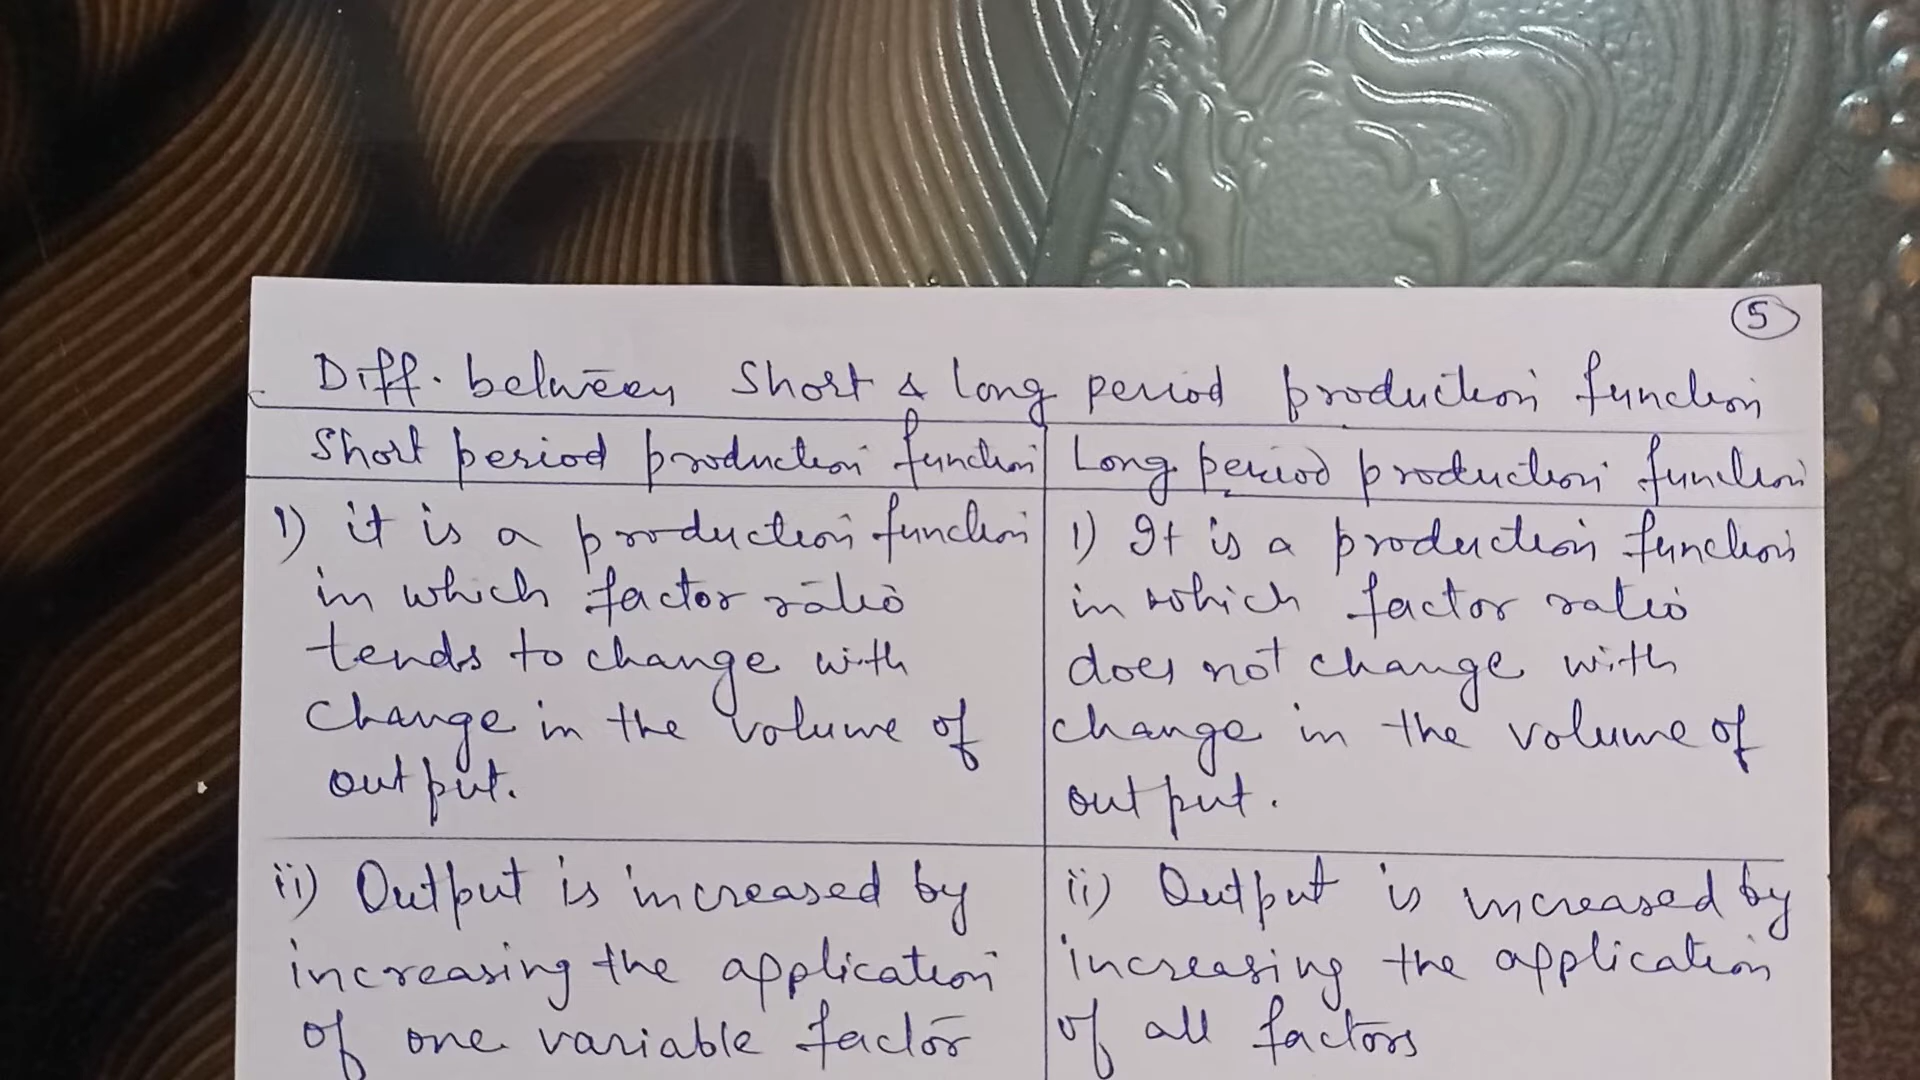 5
Diff. between Short & long period production function
Short period production function
1) it is a production function
in which factor ratio
tends to change with
change in the volume of
output.
ii) Output is increased by
increasing the application
of one variable factor
Long period production function
1) It is a production function
in which factor ratio
does not change with
change in the volume of
output.
ii) Output is increased by
increasing the application
of all factors